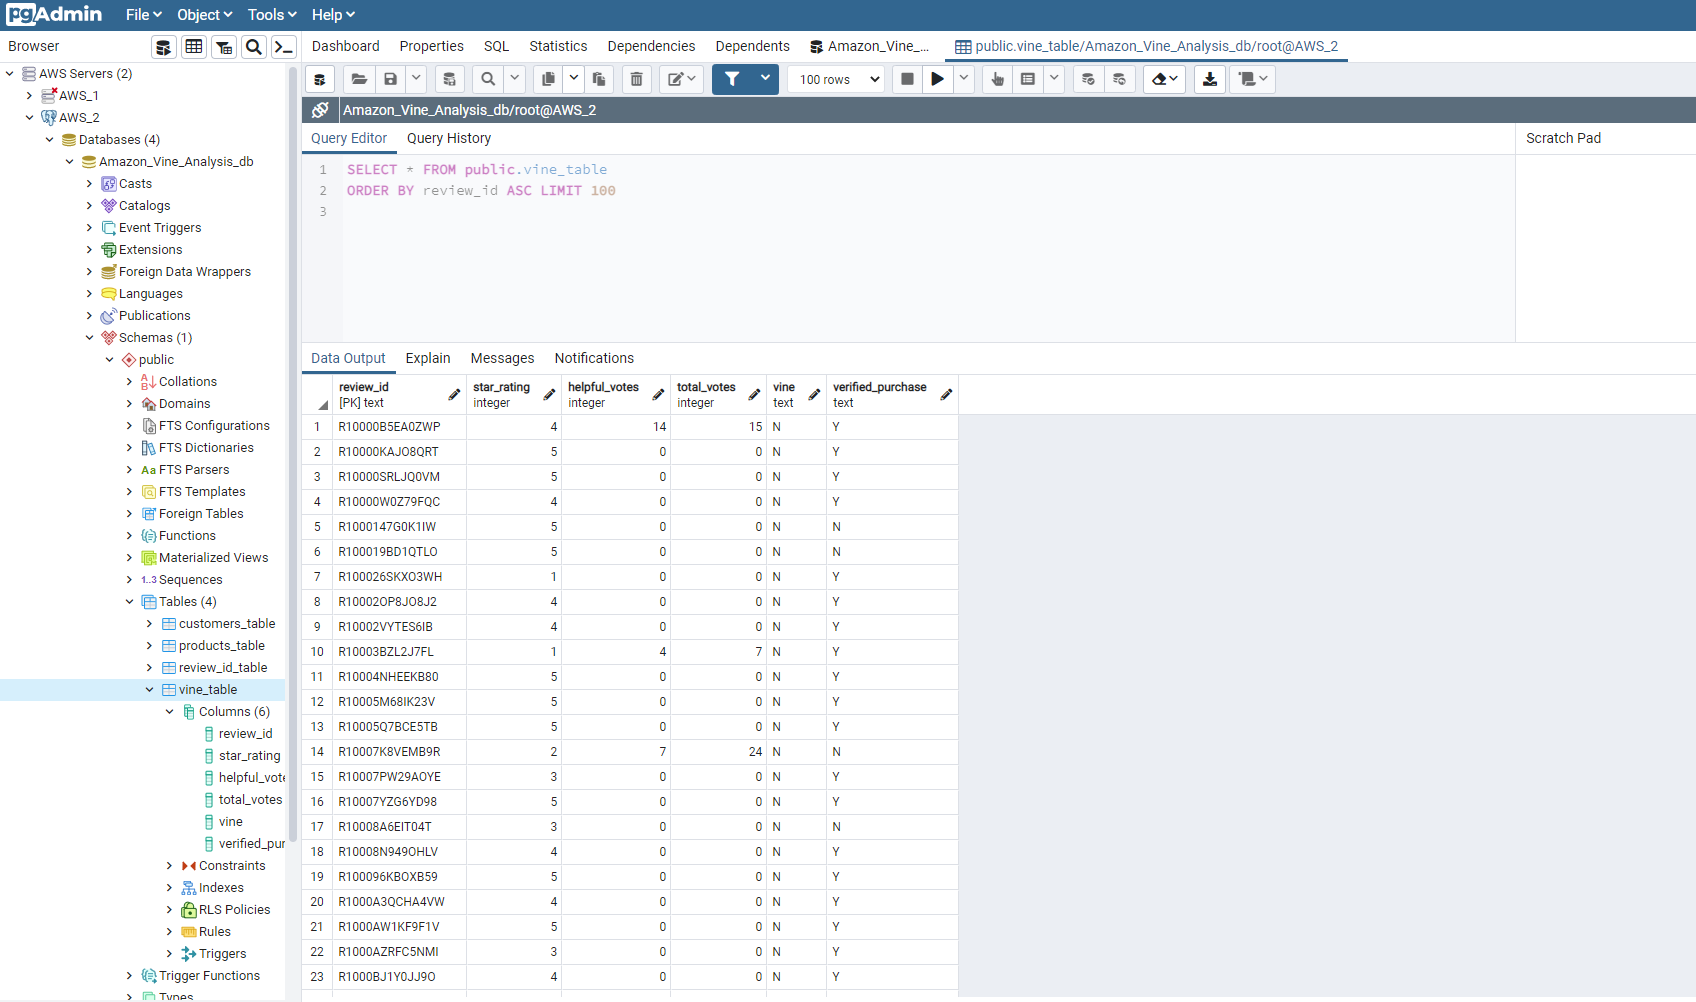 pgAdmin File Object Tools Help
Browser
Dashboard Properties SQL Statistics Dependencies Dependents Amazon_Vine_... public.vine_table/Amazon_Vine_Analysis_db/root@AWS_2
100 rows
Amazon_Vine_Analysis_db/root@AWS_2
Query Editor Query History
Scratch Pad
1 SELECT * FROM public.vine_table
2 ORDER BY review_id ASC LIMIT 100
3
AWS Servers (2)
AWS_1
AWS_2
Databases (4)
Amazon_Vine_Analysis_db
Casts
Catalogs
Event Triggers
Extensions
Foreign Data Wrappers
Languages
Publications
Schemas (1)
public
Collations
Domains
FTS Configurations
FTS Dictionaries
Aa FTS Parsers
FTS Templates
Foreign Tables
Functions
Materialized Views
1..3 Sequences
Tables (4)
customers_table
products_table
review_id_table
vine_table
Columns (6)
review_id
star_rating
helpful_vote
total_votes
vine
verified_pur
Constraints
Indexes
RLS Policies
Rules
Triggers
Trigger Functions
Types
Data Output Explain Messages Notifications
review_id star_rating helpful_votes total_votes vine verified_purchase
[PK] text integer integer integer text text
1 R10000B5EA0ZWP 4 14 15 N Y
2 R10000KAJO8QRT 5 0 0 N Y
3 R10000SRLJQ0VM 5 0 0 N Y
4 R10000W0Z79FQC 4 0 0 N Y
5 R1000147G0K1IW 5 0 0 N N
6 R100019BD1QTLO 5 0 0 N N
7 R100026SKXO3WH 1 0 0 N Y
8 R10002OP8JO8J2 4 0 0 N Y
9 R10002VYTES6IB 4 0 0 N Y
10 R10003BZL2J7FL 1 4 7 N Y
11 R10004NHEEKB80 5 0 0 N Y
12 R10005M68IK23V 5 0 0 N Y
13 R10005Q7BCE5TB 5 0 0 N Y
14 R10007K8VEMB9R 2 7 24 N N
15 R10007PW29AOYE 3 0 0 N Y
16 R10007YZG6YD98 5 0 0 N Y
17 R10008A6EIT04T 3 0 0 N N
18 R10008N949OHLV 4 0 0 N Y
19 R100096KBOXB59 5 0 0 N Y
20 R1000A3QCHA4VW 4 0 0 N Y
21 R1000AW1KF9F1V 5 0 0 N Y
22 R1000AZRFC5NMI 3 0 0 N Y
23 R1000BJ1Y0JJ9O 4 0 0 N Y